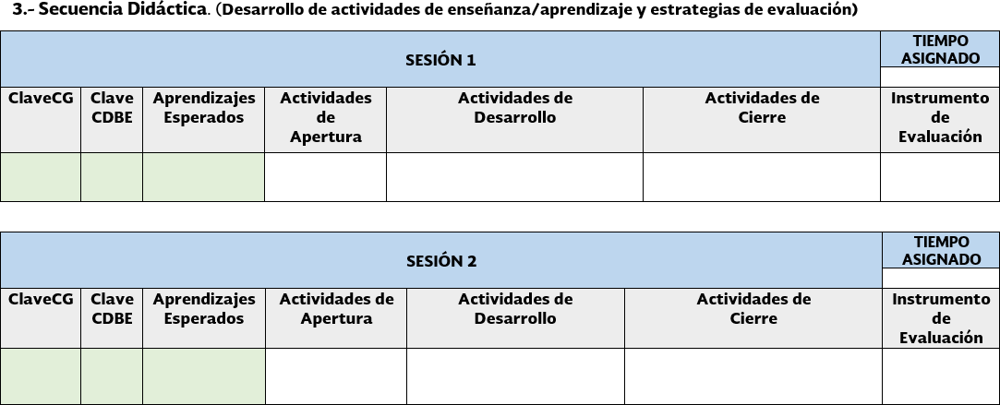 3.- Secuencia Didáctica. (Desarrollo de actividades de enseñanza/aprendizaje y estrategias de evaluación)
SESIÓN 1
TIEMPO
ASIGNADO
ClaveCG
Clave
CDBE
Aprendizajes
Esperados
Actividades
de
Apertura
Actividades de
Desarrollo
Actividades de
Cierre
Instrumento
de
Evaluación
SESIÓN 2
TIEMPO
ASIGNADO
ClaveCG
Clave
CDBE
Aprendizajes
Esperados
Actividades de
Apertura
Actividades de
Desarrollo
Actividades de
Cierre
Instrumento
de
Evaluación